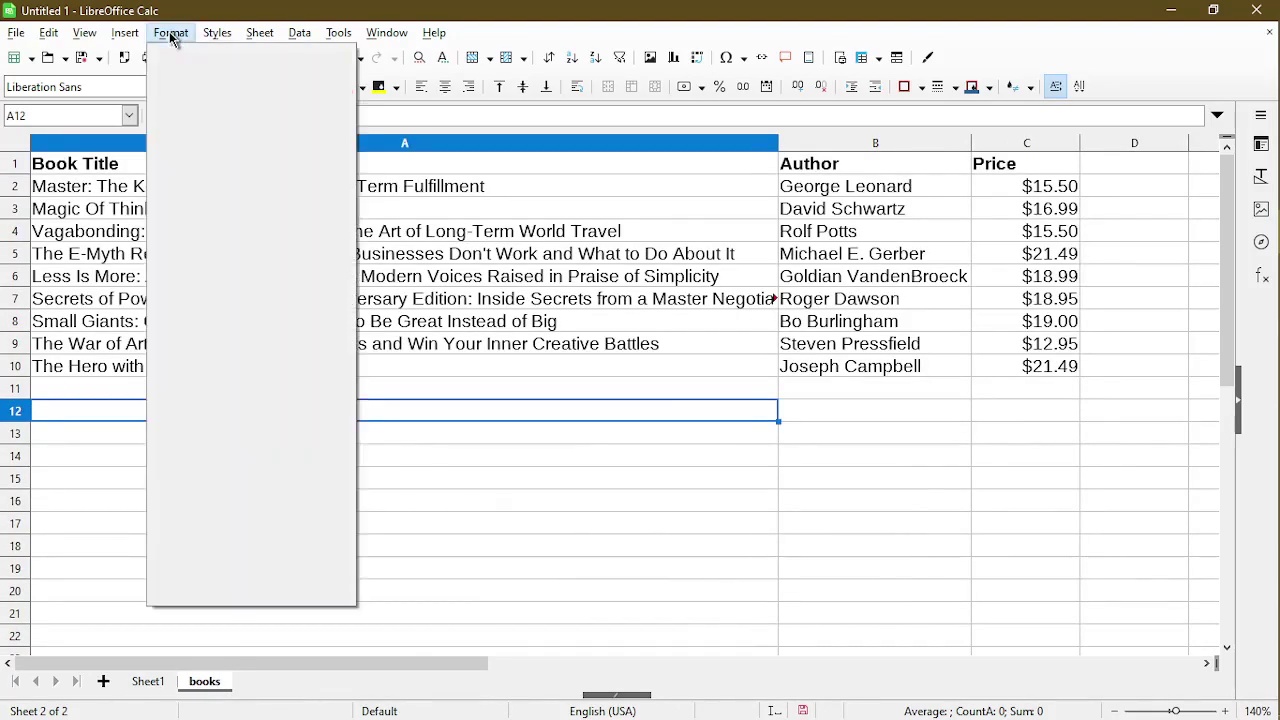 Untitled 1 - LibreOffice Calc
File Edit View Insert Format Styles Sheet Data Tools Window Help
Liberation Sans
A12
A B C D
1 Book Title Author Price
2 Master: The K Term Fulfillment George Leonard $15.50
3 Magic Of Thin David Schwartz $16.99
4 Vagabonding: he Art of Long-Term World Travel Rolf Potts $15.50
5 The E-Myth Re Businesses Don't Work and What to Do About It Michael E. Gerber $21.49
6 Less Is More: Modern Voices Raised in Praise of Simplicity Goldian VandenBroeck $18.99
7 Secrets of Pow ersary Edition: Inside Secrets from a Master Negotia Roger Dawson $18.95
8 Small Giants: o Be Great Instead of Big Bo Burlingham $19.00
9 The War of Art s and Win Your Inner Creative Battles Steven Pressfield $12.95
10 The Hero with Joseph Campbell $21.49
11
12
13
14
15
16
17
18
19
20
21
22
Sheet1 books
Sheet 2 of 2 Default English (USA) Average: ; CountA: 0; Sum: 0 140%